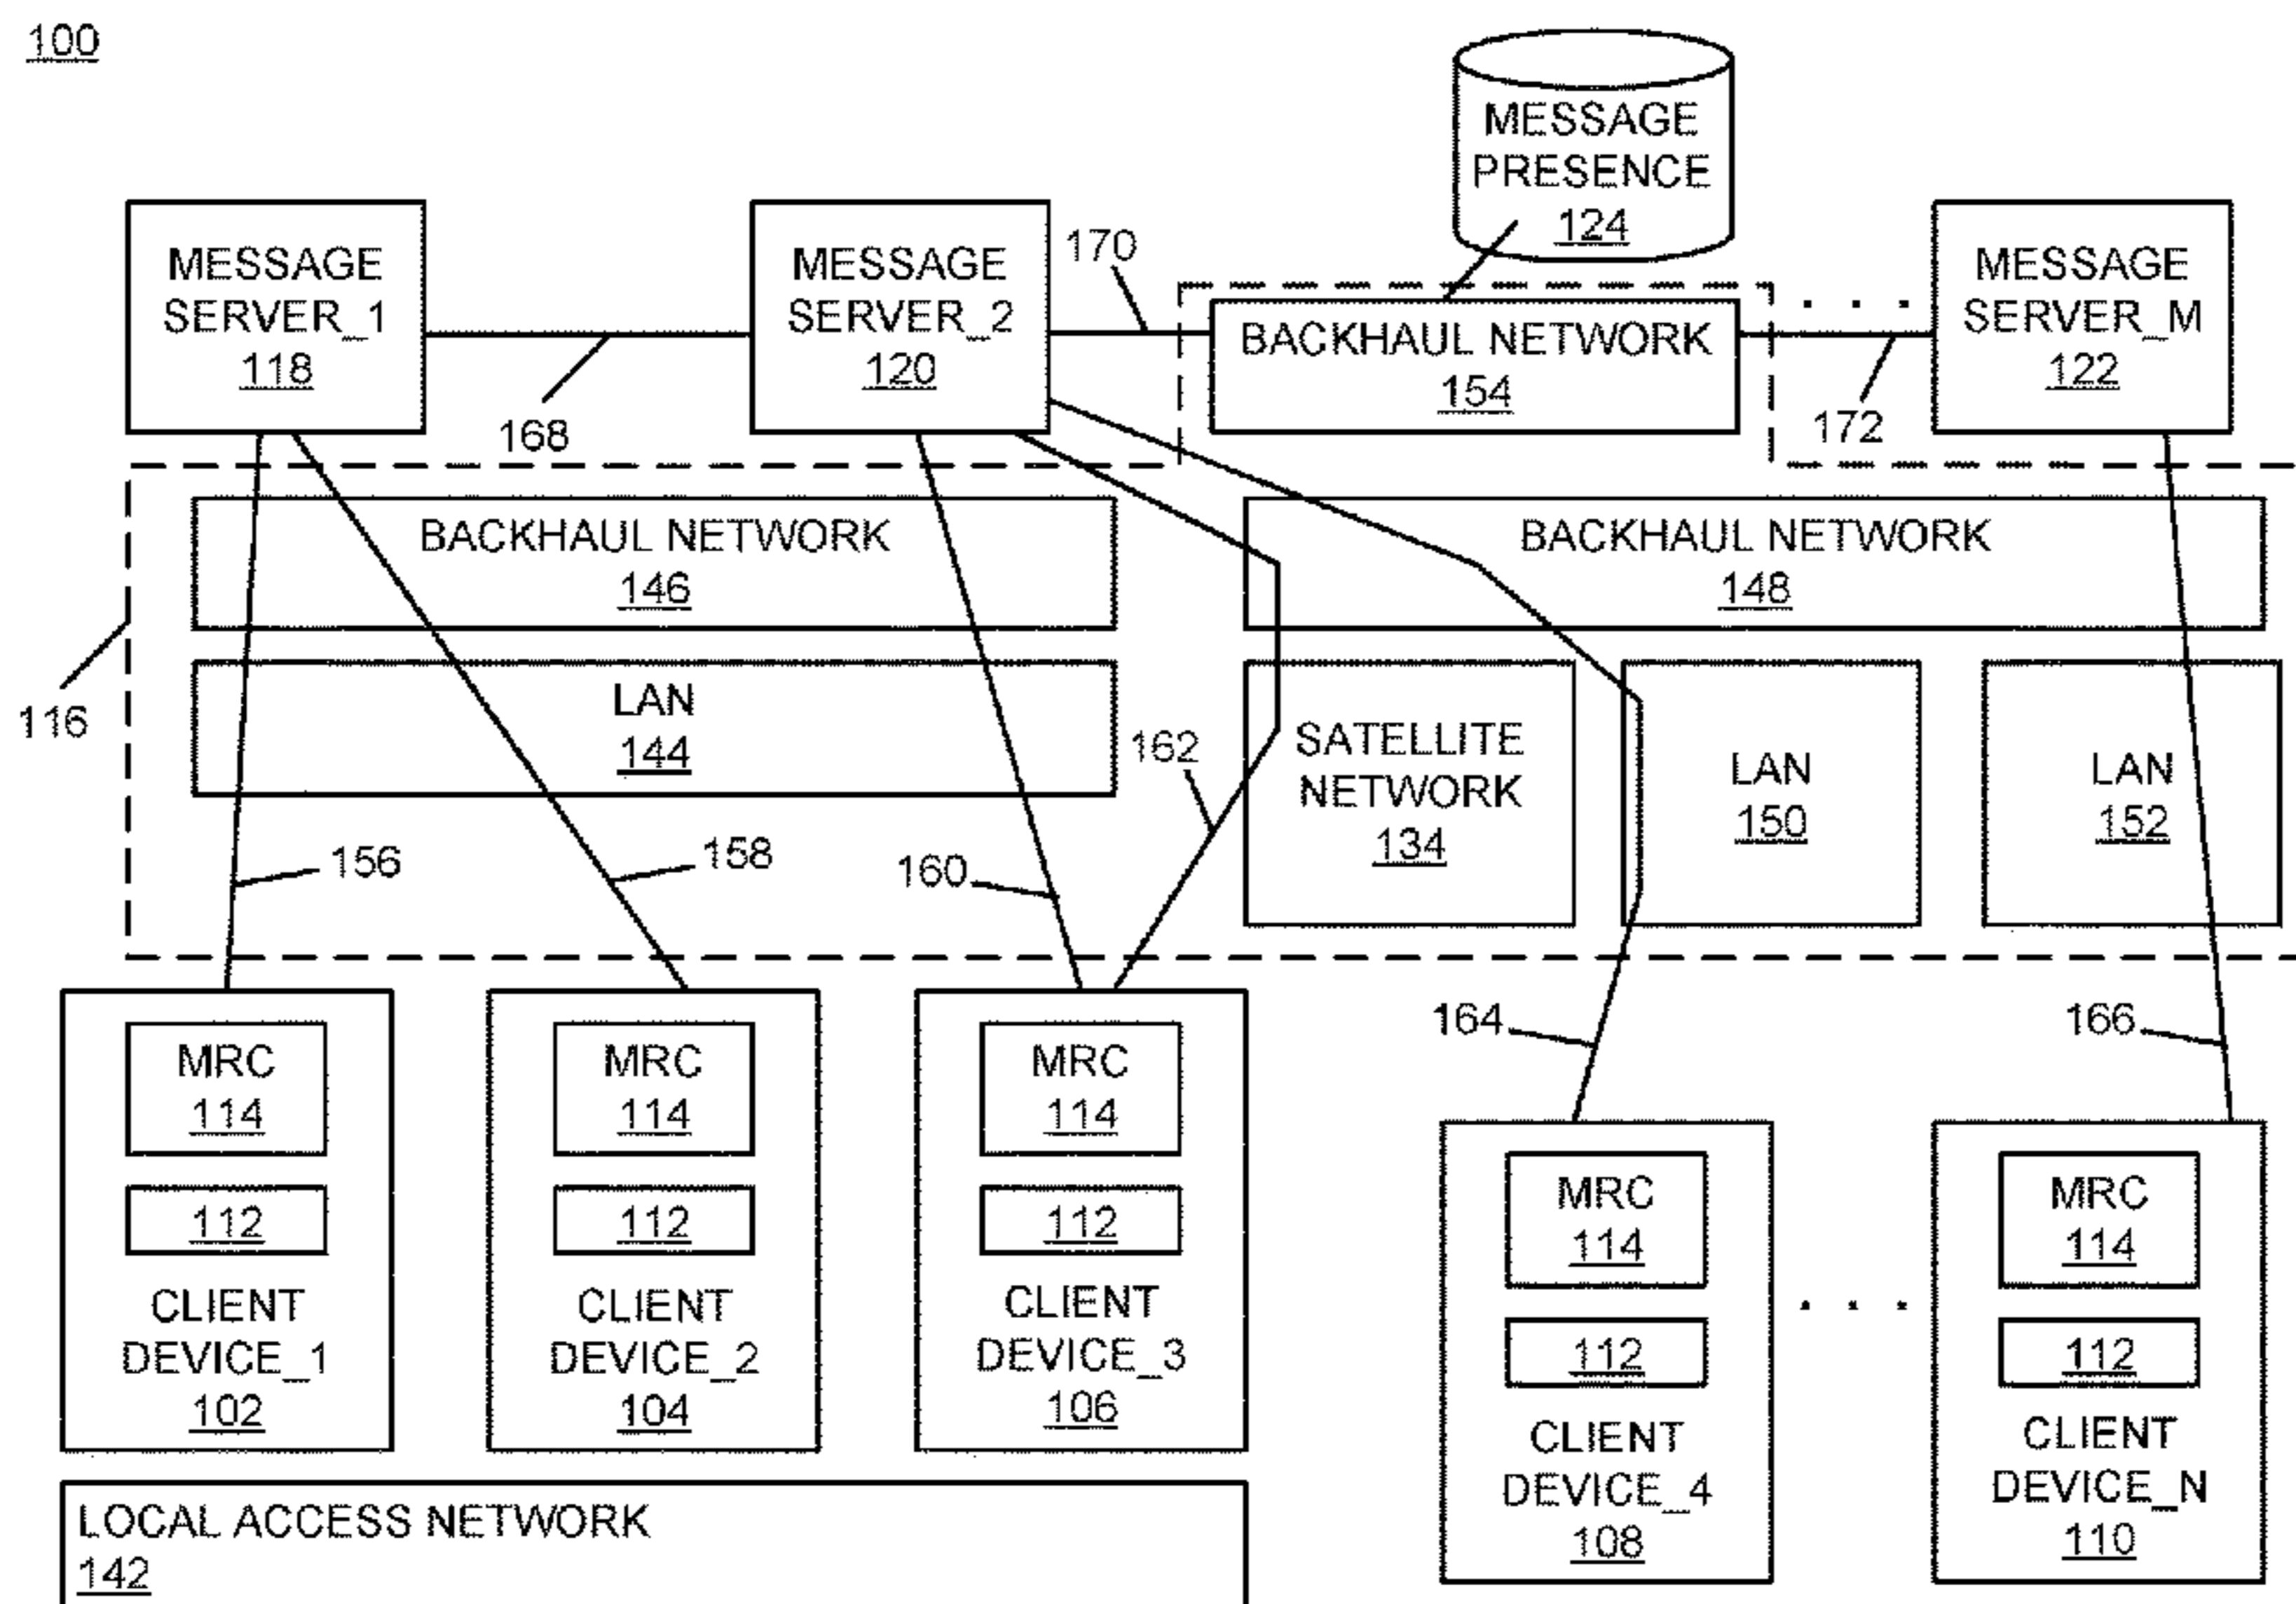 100
MESSAGE
PRESENCE
124
MESSAGE
SERVER_1
118
168
MESSAGE
SERVER_2
120
170
BACKHAUL NETWORK
154
. . .
172
MESSAGE
SERVER_M
122
116
BACKHAUL NETWORK
146
BACKHAUL NETWORK
148
LAN
144
162
SATELLITE
NETWORK
134
LAN
150
LAN
152
156
158
160
164
166
MRC
114
112
CLIENT
DEVICE_1
102
MRC
114
112
CLIENT
DEVICE_2
104
MRC
114
112
CLIENT
DEVICE_3
106
MRC
114
112
CLIENT
DEVICE_4
108
. . .
MRC
114
112
CLIENT
DEVICE_N
110
LOCAL ACCESS NETWORK
142